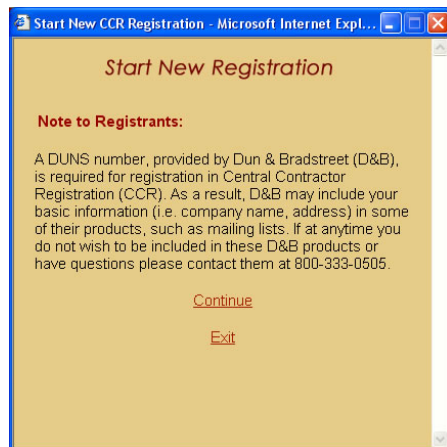 Start New CCR Registration - Microsoft Internet Expl...
Start New Registration
Note to Registrants:
A DUNS number, provided by Dun & Bradstreet (D&B),
is required for registration in Central Contractor
Registration (CCR). As a result, D&B may include your
basic information (i.e. company name, address) in some
of their products, such as mailing lists. If at anytime you
do not wish to be included in these D&B products or
have questions please contact them at 800-333-0505.
Continue
Exit